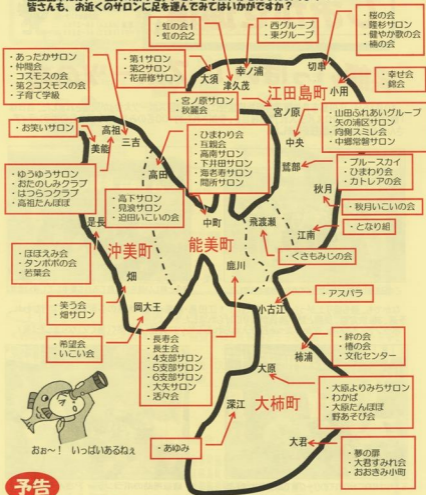 皆さんも、お近くのサロンに足を運んでみてはいかがですか？
・虹の会1
・虹の会2
・西グループ
・東グループ
・桜の会
・隆杉サロン
・健やか歌の会
・楠の会
・あったかサロン
・仲間会
・コスモスの会
・第2コスモスの会
・子育て学級
・第1サロン
・第2サロン
・花研修サロン
大須
津久茂
幸ノ浦
切串
小用
・幸せ会
・錦会
江田島町
・宮ノ原サロン
・秋麗会
宮ノ原
・お笑いサロン
美能
高祖
三吉
中央
・山田ふれあいグループ
・矢の浦区サロン
・向側スミレ会
・中郷常磐サロン
・ひまわり会
・互親会
・高南サロン
・下井田サロン
・海老寿サロン
・間所サロン
高田
鷲部
・ブルースカイ
・ひまわり会
・カトレアの会
・ゆうゆうサロン
・おたのしみクラブ
・はつらつクラブ
・高祖たんぽぽ
秋月
・秋月いこいの会
・高下サロン
・見浪サロン
・迫田いこいの会
是長
中町
飛渡瀬
江南
・となり組
・ほほえみ会
・タンポポの会
・若葉会
沖美町
能美町
・くさもみじの会
鹿川
畑
・笑う会
・畑サロン
岡大王
・アスパラ
小古江
・希望会
・いこい会
・長寿会
・長生会
・4支部サロン
・5支部サロン
・6支部サロン
・大矢サロン
・活々会
・絆の会
・椿の会
・文化センター
柿浦
大原
・大原よりみちサロン
・わかば
・大原たんぽぽ
・野あそび会
大柿町
深江
・あゆみ
大君
・夢の扉
・大君すみれ会
・おおきみ小町
おぉ～！ いっぱいあるねぇ
予告